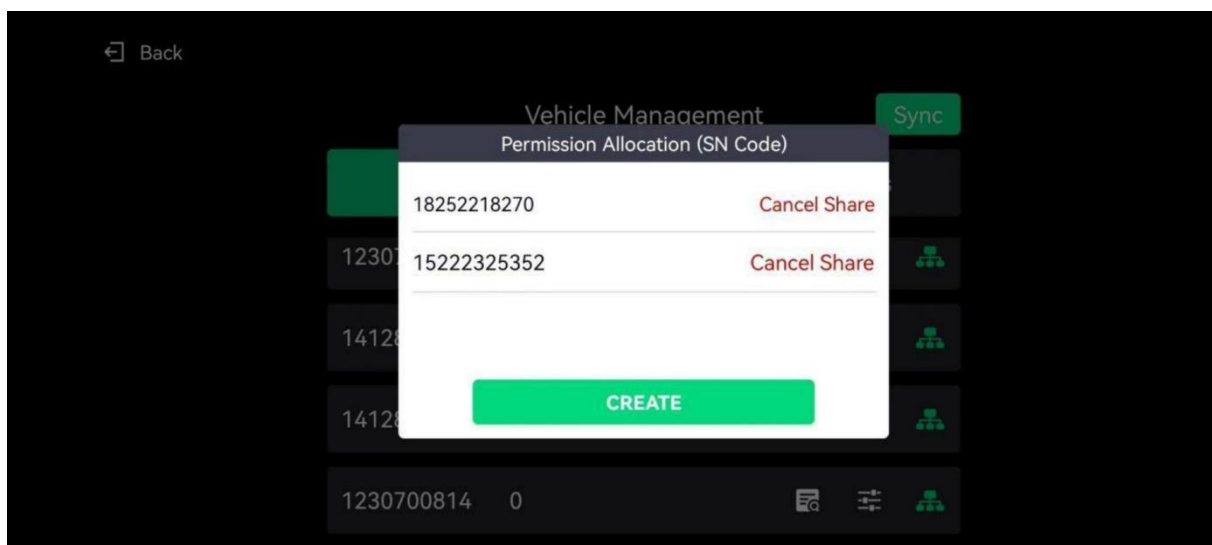 Back
Vehicle Management
Sync
Permission Allocation (SN Code)
18252218270 Cancel Share
15222325352 Cancel Share
CREATE
1230700814 0